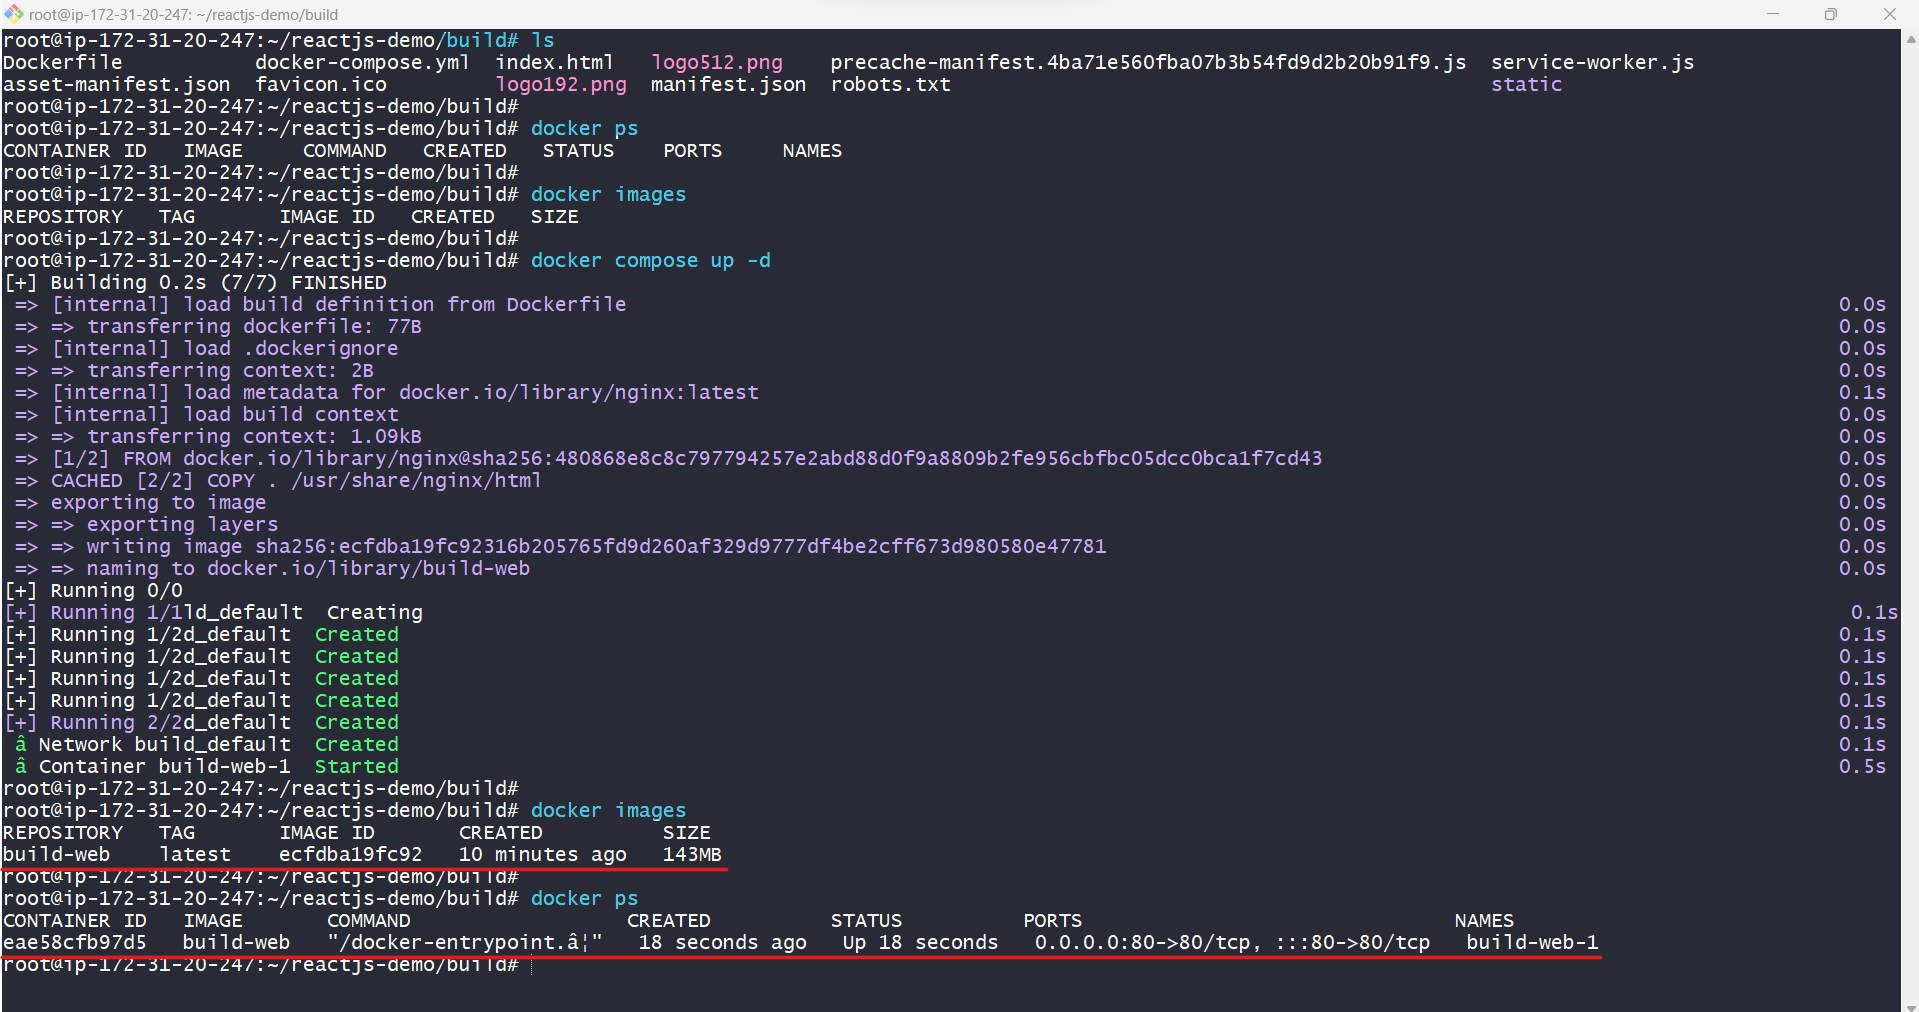 root@ip-172-31-20-247: ~/reactjs-demo/build
root@ip-172-31-20-247:~/reactjs-demo/build# ls
Dockerfile docker-compose.yml index.html logo512.png precache-manifest.4ba71e560fba07b3b54fd9d2b20b91f9.js service-worker.js
asset-manifest.json favicon.ico logo192.png manifest.json robots.txt static
root@ip-172-31-20-247:~/reactjs-demo/build#
root@ip-172-31-20-247:~/reactjs-demo/build# docker ps
CONTAINER ID IMAGE COMMAND CREATED STATUS PORTS NAMES
root@ip-172-31-20-247:~/reactjs-demo/build#
root@ip-172-31-20-247:~/reactjs-demo/build# docker images
REPOSITORY TAG IMAGE ID CREATED SIZE
root@ip-172-31-20-247:~/reactjs-demo/build#
root@ip-172-31-20-247:~/reactjs-demo/build# docker compose up -d
[+] Building 0.2s (7/7) FINISHED
=> [internal] load build definition from Dockerfile 0.0s
=> => transferring dockerfile: 77B 0.0s
=> [internal] load .dockerignore 0.0s
=> => transferring context: 2B 0.0s
=> [internal] load metadata for docker.io/library/nginx:latest 0.1s
=> [internal] load build context 0.0s
=> => transferring context: 1.09kB 0.0s
=> [1/2] FROM docker.io/library/nginx@sha256:480868e8c8c797794257e2abd88d0f9a8809b2fe956cbfbc05dcc0bca1f7cd43 0.0s
=> CACHED [2/2] COPY . /usr/share/nginx/html 0.0s
=> exporting to image 0.0s
=> => exporting layers 0.0s
=> => writing image sha256:ecfdba19fc92316b205765fd9d260af329d9777df4be2cff673d980580e47781 0.0s
=> => naming to docker.io/library/build-web 0.0s
[+] Running 0/0
[+] Running 1/1ld_default Creating 0.1s
[+] Running 1/2d_default Created 0.1s
[+] Running 1/2d_default Created 0.1s
[+] Running 1/2d_default Created 0.1s
[+] Running 1/2d_default Created 0.1s
[+] Running 2/2d_default Created 0.1s
â Network build_default Created 0.1s
â Container build-web-1 Started 0.5s
root@ip-172-31-20-247:~/reactjs-demo/build#
root@ip-172-31-20-247:~/reactjs-demo/build# docker images
REPOSITORY TAG IMAGE ID CREATED SIZE
build-web latest ecfdba19fc92 10 minutes ago 143MB
root@ip-172-31-20-247:~/reactjs-demo/build#
root@ip-172-31-20-247:~/reactjs-demo/build# docker ps
CONTAINER ID IMAGE COMMAND CREATED STATUS PORTS NAMES
eae58cfb97d5 build-web "/docker-entrypoint.â¦" 18 seconds ago Up 18 seconds 0.0.0.0:80->80/tcp, :::80->80/tcp build-web-1
root@ip-172-31-20-247:~/reactjs-demo/build#